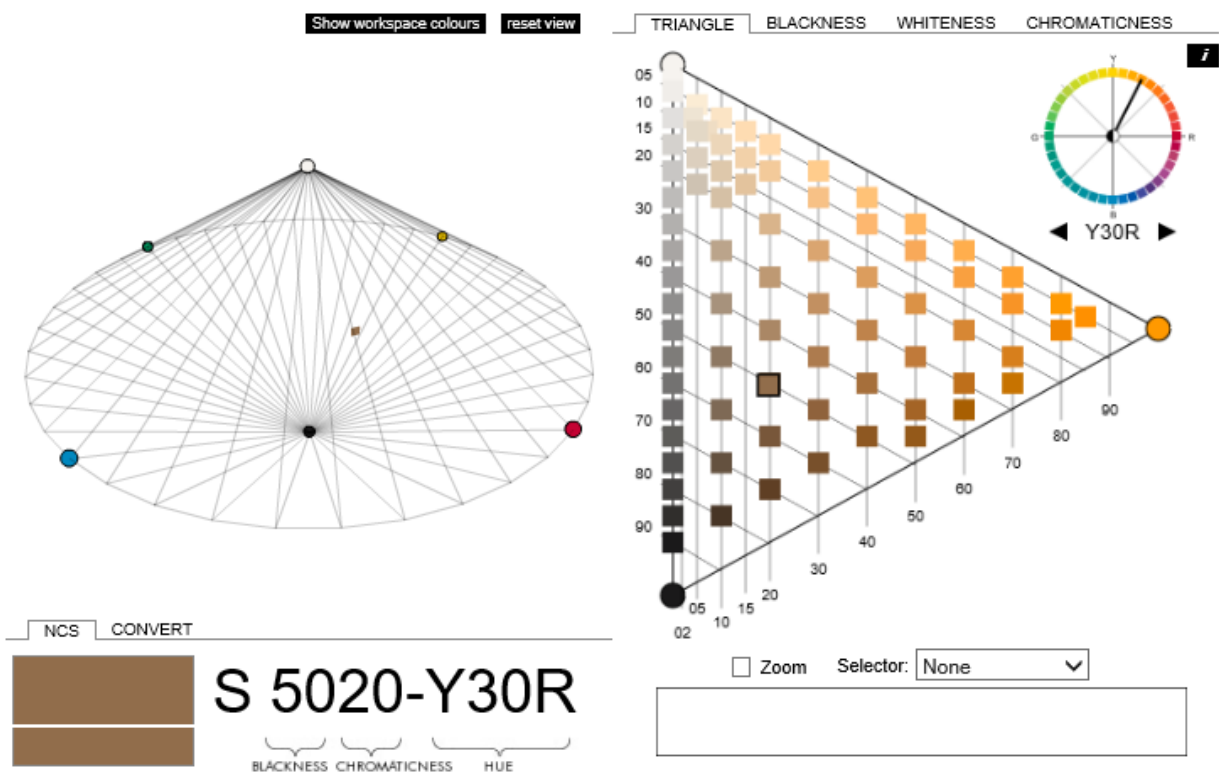 Show workspace colours reset view
TRIANGLE BLACKNESS WHITENESS CHROMATICNESS
i
Y
G R
B
Y30R
05
10
15
20
30
40
50
60
70
80
90
90
80
70
60
50
40
30
20
15
10
05
02
NCS CONVERT
S 5020-Y30R
BLACKNESS CHROMATICNESS HUE
Zoom Selector: None